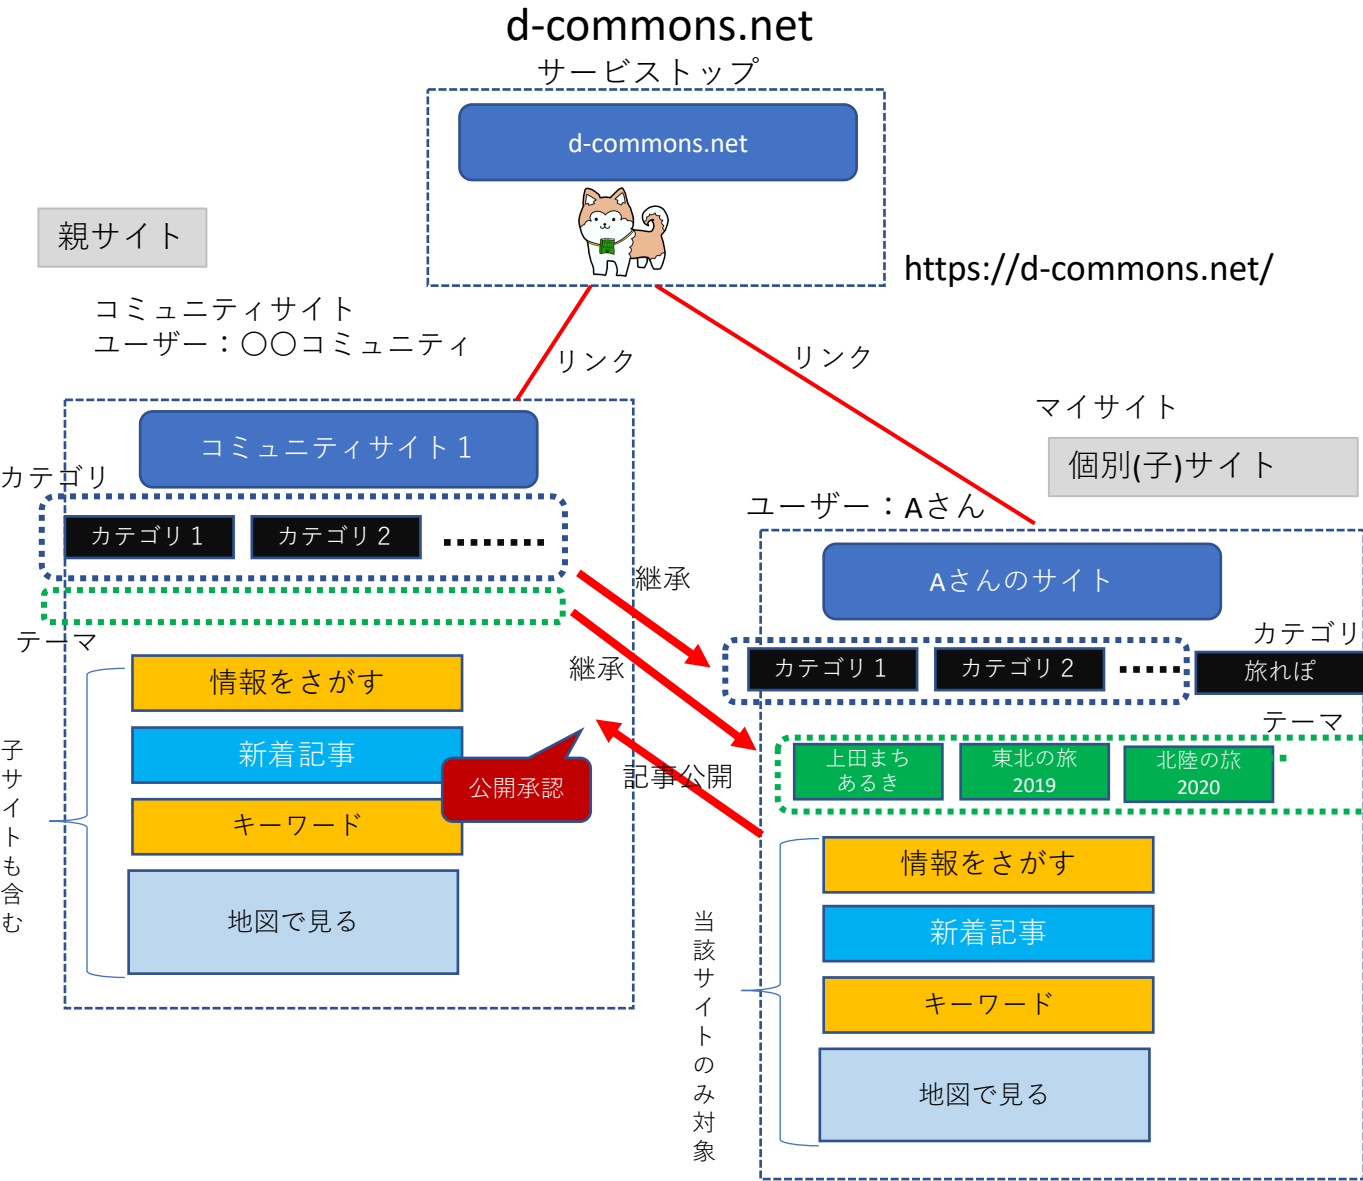 d-commons.net
サービストップ
d-commons.net
親サイト
https://d-commons.net/
コミュニティサイト
ユーザー：〇〇コミュニティ
リンク
リンク
マイサイト
個別(子)サイト
コミュニティサイト１
カテゴリ
カテゴリ１
カテゴリ２
………
テーマ
情報をさがす
新着記事
キーワード
地図で見る
子サイトも含む
公開承認
継承
継承
記事公開
ユーザー：Aさん
Aさんのサイト
カテゴリ
カテゴリ１
カテゴリ２
……
旅れぽ
テーマ
上田まち
あるき
東北の旅
2019
北陸の旅
2020
情報をさがす
新着記事
キーワード
地図で見る
当該サイトのみ対象